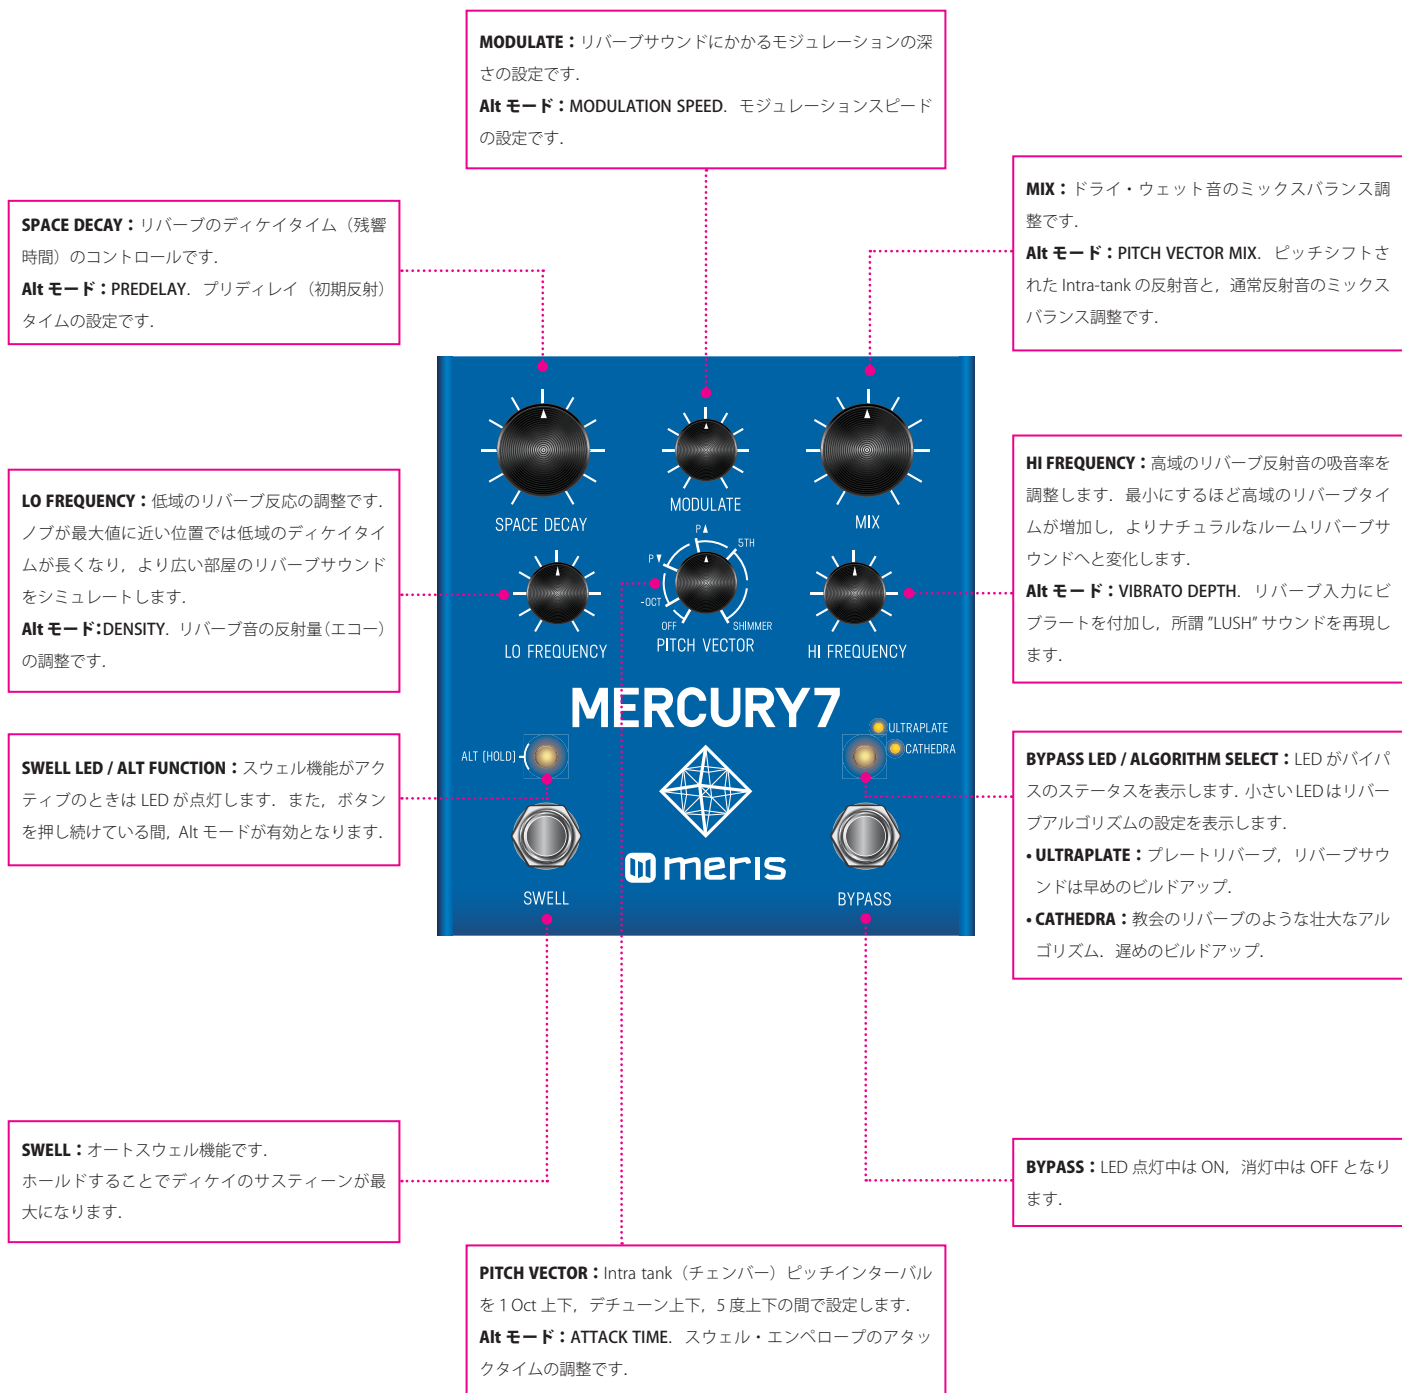 MODULATE：リバーブサウンドにかかるモジュレーションの深
さの設定です．
Alt モード：MODULATION SPEED．モジュレーションスピード
の設定です．
SPACE DECAY：リバーブのディケイタイム（残響
時間）のコントロールです．
Alt モード：PREDELAY．プリディレイ（初期反射）
タイムの設定です．
MIX：ドライ・ウェット音のミックスバランス調
整です．
Alt モード：PITCH VECTOR MIX．ピッチシフトさ
れた Intra-tank の反射音と，通常反射音のミックス
バランス調整です．
LO FREQUENCY：低域のリバーブ反応の調整です．
ノブが最大値に近い位置では低域のディケイタイ
ムが長くなり，より広い部屋のリバーブサウンド
をシミュレートします．
Alt モード：DENSITY．リバーブ音の反射量（エコー）
の調整です．
HI FREQUENCY：高域のリバーブ反射音の吸音率を
調整します．最小にするほど高域のリバーブタイ
ムが増加し，よりナチュラルなルームリバーブサ
ウンドへと変化します．
Alt モード：VIBRATO DEPTH．リバーブ入力にビ
ブラートを付加し，所謂 "LUSH" サウンドを再現し
ます．
SPACE DECAY
MODULATE
MIX
P▲
5TH
P▼
-OCT
OFF
SHIMMER
LO FREQUENCY
PITCH VECTOR
HI FREQUENCY
MERCURY7
ULTRAPLATE
CATHEDRA
ALT [HOLD]
meris
SWELL
BYPASS
SWELL LED / ALT FUNCTION：スウェル機能がアク
ティブのときは LED が点灯します．また，ボタン
を押し続けている間，Alt モードが有効となります．
BYPASS LED / ALGORITHM SELECT：LED がバイパ
スのステータスを表示します．小さい LED はリバー
ブアルゴリズムの設定を表示します．
• ULTRAPLATE：プレートリバーブ，リバーブサウ
ンドは早めのビルドアップ．
• CATHEDRA：教会のリバーブのような壮大なアル
ゴリズム．遅めのビルドアップ．
SWELL：オートスウェル機能です．
ホールドすることでディケイのサスティーンが最
大になります．
BYPASS：LED 点灯中は ON，消灯中は OFF となり
ます．
PITCH VECTOR：Intra tank（チェンバー）ピッチインターバル
を 1 Oct 上下，デチューン上下，5 度上下の間で設定します．
Alt モード：ATTACK TIME．スウェル・エンペロープのアタッ
クタイムの調整です．